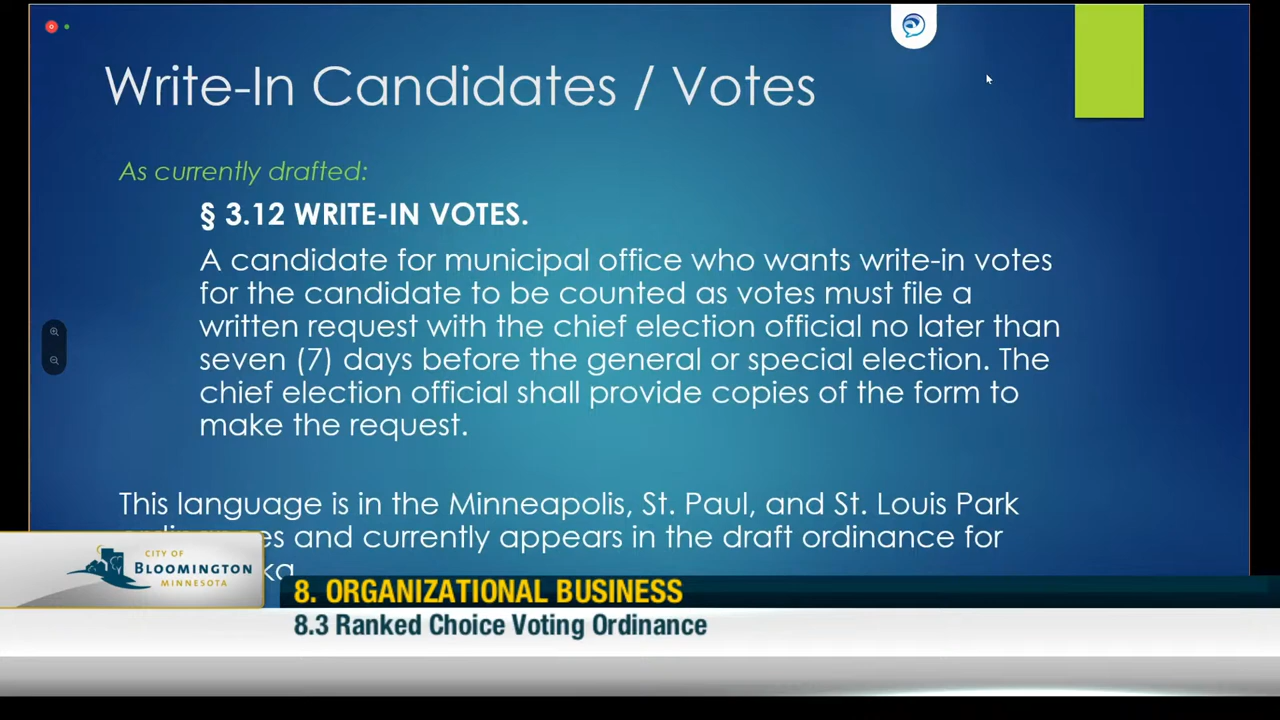 Write-In Candidates / Votes
As currently drafted:
§ 3.12 WRITE-IN VOTES.
A candidate for municipal office who wants write-in votes
for the candidate to be counted as votes must file a
written request with the chief election official no later than
seven (7) days before the general or special election. The
chief election official shall provide copies of the form to
make the request.
This language is in the Minneapolis, St. Paul, and St. Louis Park
and currently appears in the draft ordinance for
CITY OF
BLOOMINGTON
MINNESOTA
8. ORGANIZATIONAL BUSINESS
8.3 Ranked Choice Voting Ordinance